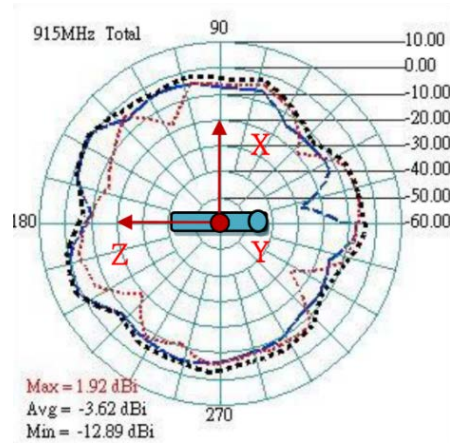 90
915MHz Total
10.00
0.00
-10.00
-20.00
-30.00
-40.00
-50.00
-60.00
X
180
Z
Y
Max = 1.92 dBi
Avg = -3.62 dBi
Min = -12.89 dBi
270